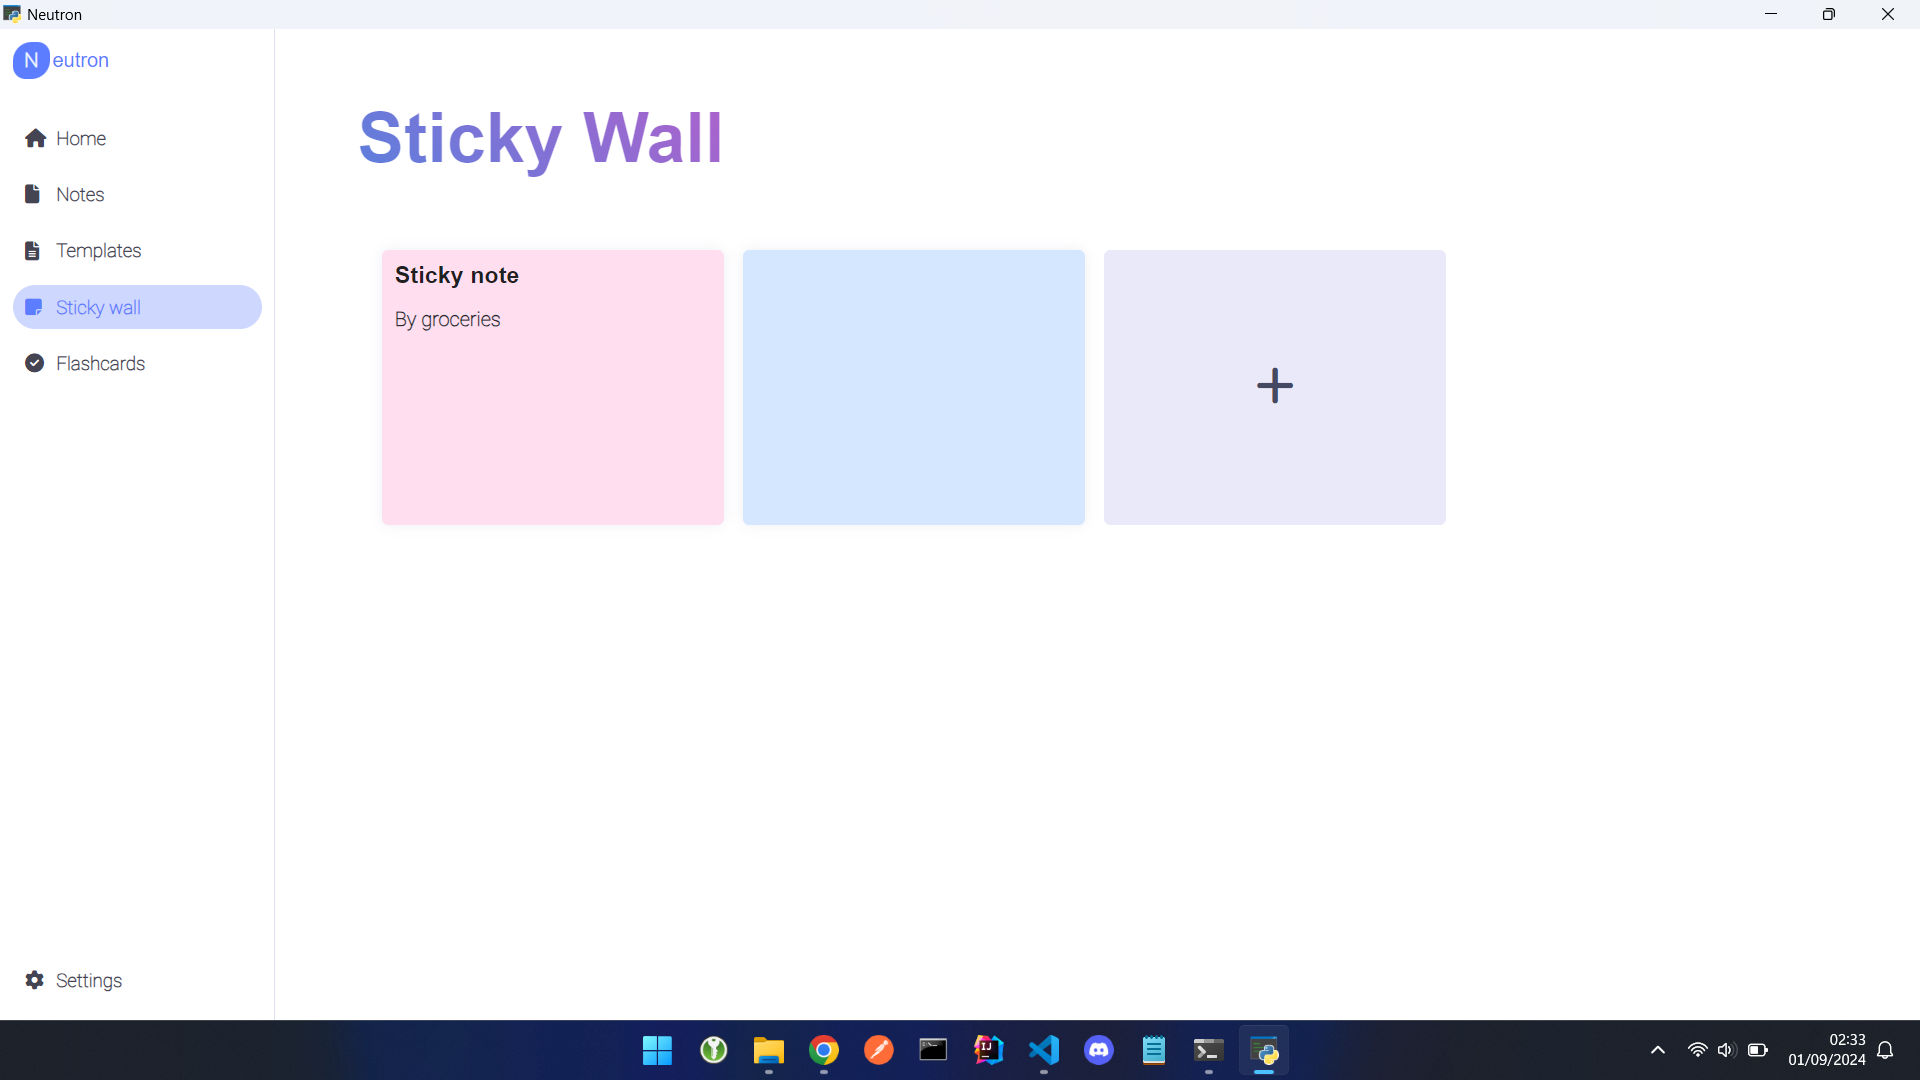 Neutron
Neutron
Home
Notes
Templates
Sticky wall
Flashcards
Settings
Sticky Wall
Sticky note
By groceries
02:33
01/09/2024